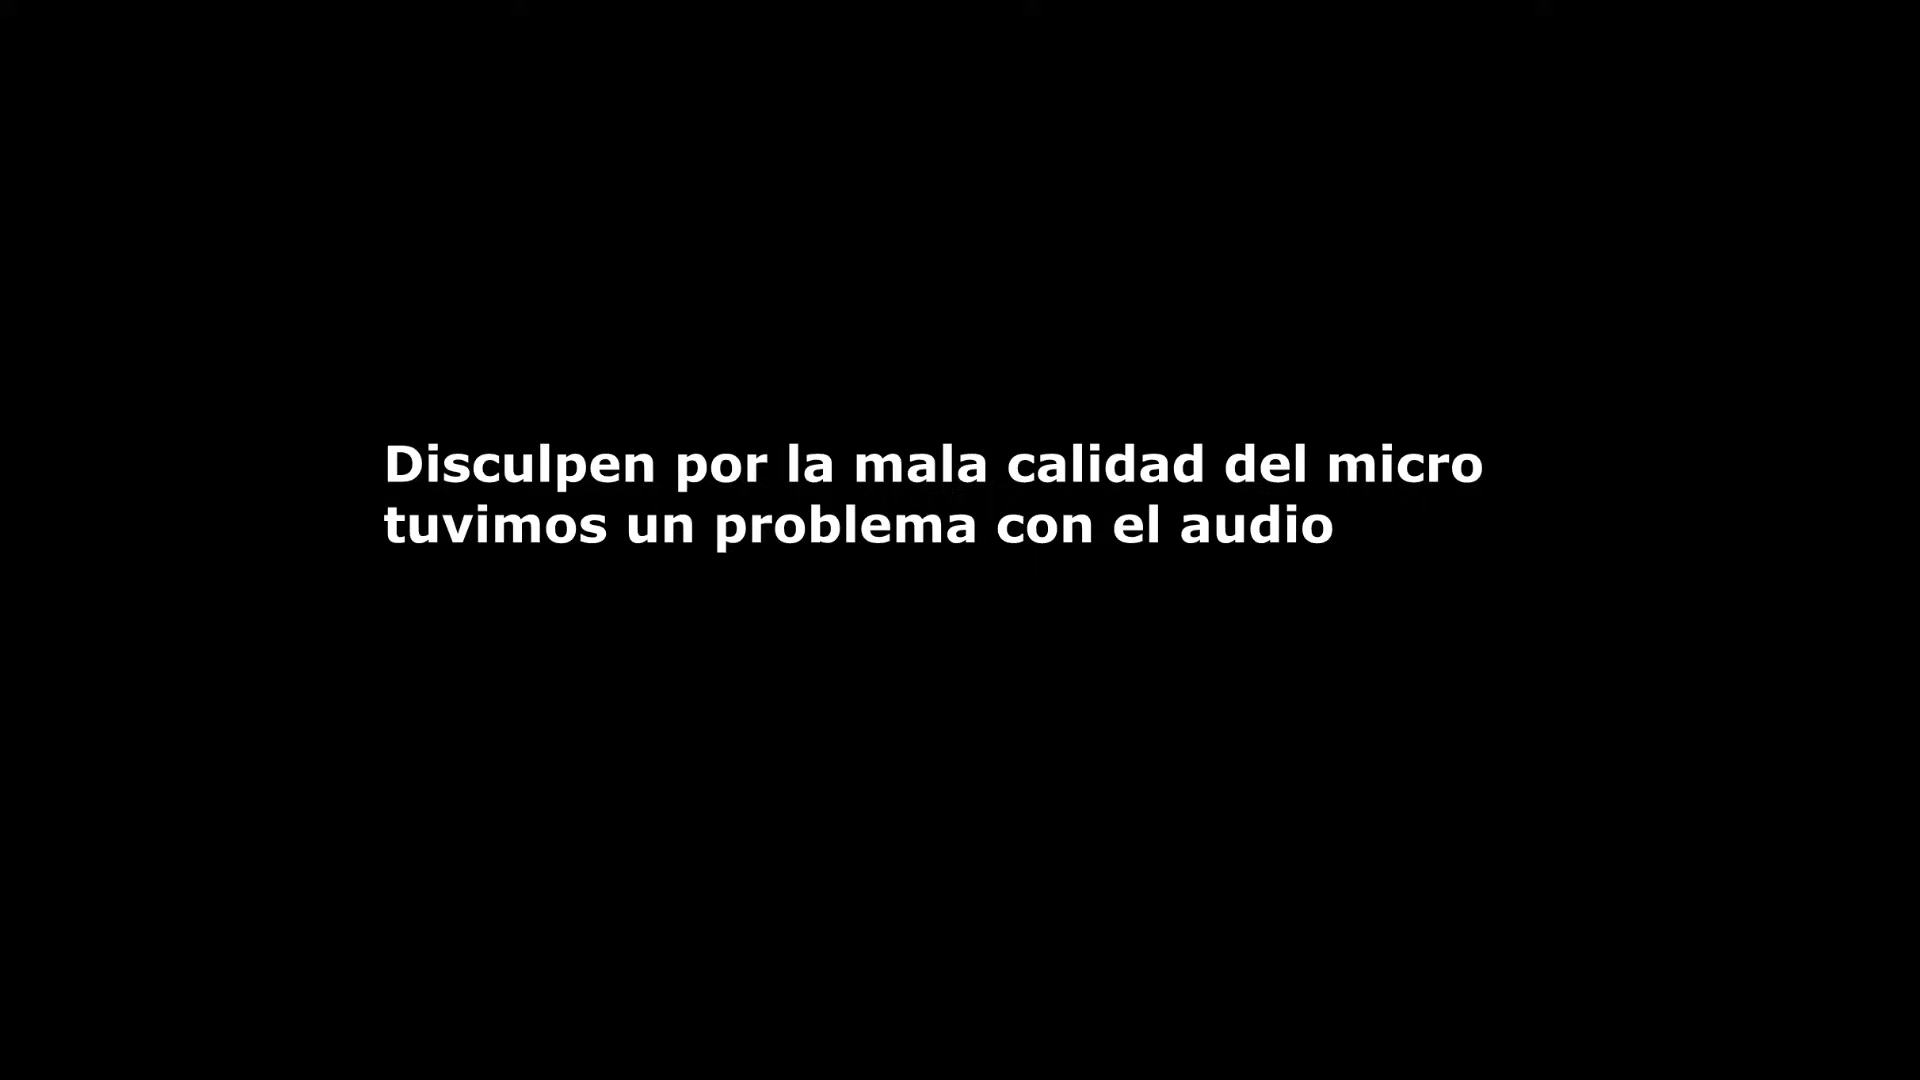 Disculpen por la mala calidad del micro
tuvimos un problema con el audio